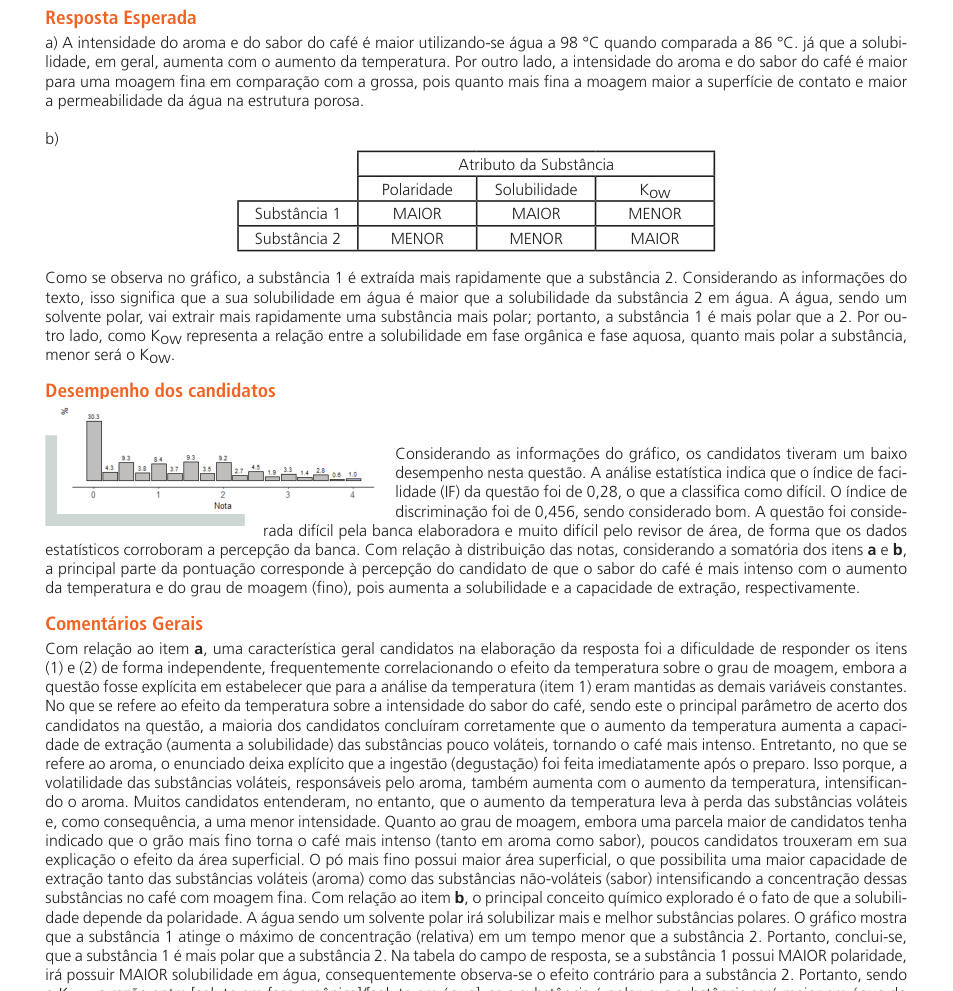 Resposta Esperada
a) A intensidade do aroma e do sabor do café é maior utilizando-se água a 98 °C quando comparada a 86 °C. já que a solubi-
lidade, em geral, aumenta com o aumento da temperatura. Por outro lado, a intensidade do aroma e do sabor do café é maior
para uma moagem fina em comparação com a grossa, pois quanto mais fina a moagem maior a superfície de contato e maior
a permeabilidade da água na estrutura porosa.
b)
Atributo da Substância
Polaridade Solubilidade KOW
Substância 1 MAIOR MAIOR MENOR
Substância 2 MENOR MENOR MAIOR
Como se observa no gráfico, a substância 1 é extraída mais rapidamente que a substância 2. Considerando as informações do
texto, isso significa que a sua solubilidade em água é maior que a solubilidade da substância 2 em água. A água, sendo um
solvente polar, vai extrair mais rapidamente uma substância mais polar; portanto, a substância 1 é mais polar que a 2. Por ou-
tro lado, como KOW representa a relação entre a solubilidade em fase orgânica e fase aquosa, quanto mais polar a substância,
menor será o KOW.
Desempenho dos candidatos
%
30.3
4.3 9.3 3.8 8.4 3.7 9.3 3.5 9.2 2.7 4.5 1.9 3.3 1.4 2.8 0.6 1.0
0 1 2 3 4
Nota
Considerando as informações do gráfico, os candidatos tiveram um baixo
desempenho nesta questão. A análise estatística indica que o índice de faci-
lidade (IF) da questão foi de 0,28, o que a classifica como difícil. O índice de
discriminação foi de 0,456, sendo considerado bom. A questão foi conside-
rada difícil pela banca elaboradora e muito difícil pelo revisor de área, de forma que os dados
estatísticos corroboram a percepção da banca. Com relação à distribuição das notas, considerando a somatória dos itens a e b,
a principal parte da pontuação corresponde à percepção do candidato de que o sabor do café é mais intenso com o aumento
da temperatura e do grau de moagem (fino), pois aumenta a solubilidade e a capacidade de extração, respectivamente.
Comentários Gerais
Com relação ao item a, uma característica geral candidatos na elaboração da resposta foi a dificuldade de responder os itens
(1) e (2) de forma independente, frequentemente correlacionando o efeito da temperatura sobre o grau de moagem, embora a
questão fosse explícita em estabelecer que para a análise da temperatura (item 1) eram mantidas as demais variáveis constantes.
No que se refere ao efeito da temperatura sobre a intensidade do sabor do café, sendo este o principal parâmetro de acerto dos
candidatos na questão, a maioria dos candidatos concluíram corretamente que o aumento da temperatura aumenta a capaci-
dade de extração (aumenta a solubilidade) das substâncias pouco voláteis, tornando o café mais intenso. Entretanto, no que se
refere ao aroma, o enunciado deixa explícito que a ingestão (degustação) foi feita imediatamente após o preparo. Isso porque, a
volatilidade das substâncias voláteis, responsáveis pelo aroma, também aumenta com o aumento da temperatura, intensifican-
do o aroma. Muitos candidatos entenderam, no entanto, que o aumento da temperatura leva à perda das substâncias voláteis
e, como consequência, a uma menor intensidade. Quanto ao grau de moagem, embora uma parcela maior de candidatos tenha
indicado que o grão mais fino torna o café mais intenso (tanto em aroma como sabor), poucos candidatos trouxeram em sua
explicação o efeito da área superficial. O pó mais fino possui maior área superficial, o que possibilita uma maior capacidade de
extração tanto das substâncias voláteis (aroma) como das substâncias não-voláteis (sabor) intensificando a concentração dessas
substâncias no café com moagem fina. Com relação ao item b, o principal conceito químico explorado é o fato de que a solubili-
dade depende da polaridade. A água sendo um solvente polar irá solubilizar mais e melhor substâncias polares. O gráfico mostra
que a substância 1 atinge o máximo de concentração (relativa) em um tempo menor que a substância 2. Portanto, conclui-se,
que a substância 1 é mais polar que a substância 2. Na tabela do campo de resposta, se a substância 1 possui MAIOR polaridade,
irá possuir MAIOR solubilidade em água, consequentemente observa-se o efeito contrário para a substância 2. Portanto, sendo